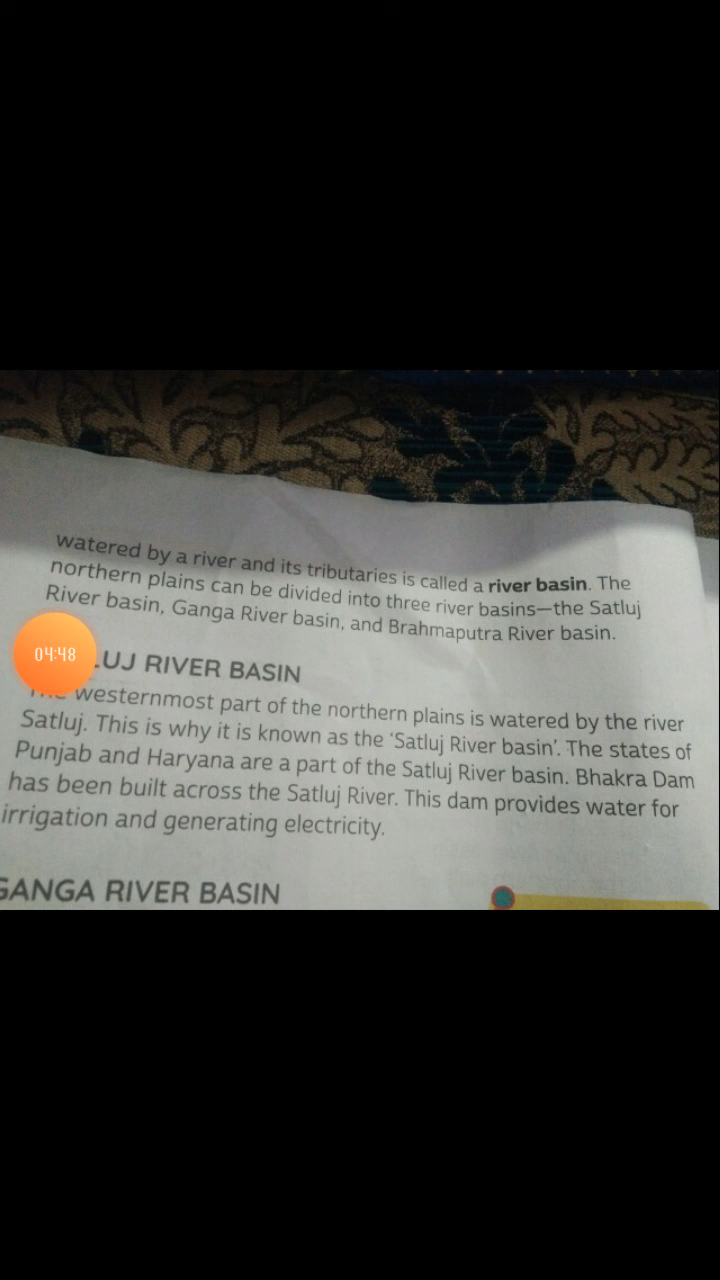 watered by a river and its tributaries is called a river basin. The
northern plains can be divided into three river basins—the Satluj
River basin, Ganga River basin, and Brahmaputra River basin.
04:48
LUJ RIVER BASIN
The westernmost part of the northern plains is watered by the river
Satluj. This is why it is known as the ‘Satluj River basin’. The states of
Punjab and Haryana are a part of the Satluj River basin. Bhakra Dam
has been built across the Satluj River. This dam provides water for
irrigation and generating electricity.
GANGA RIVER BASIN